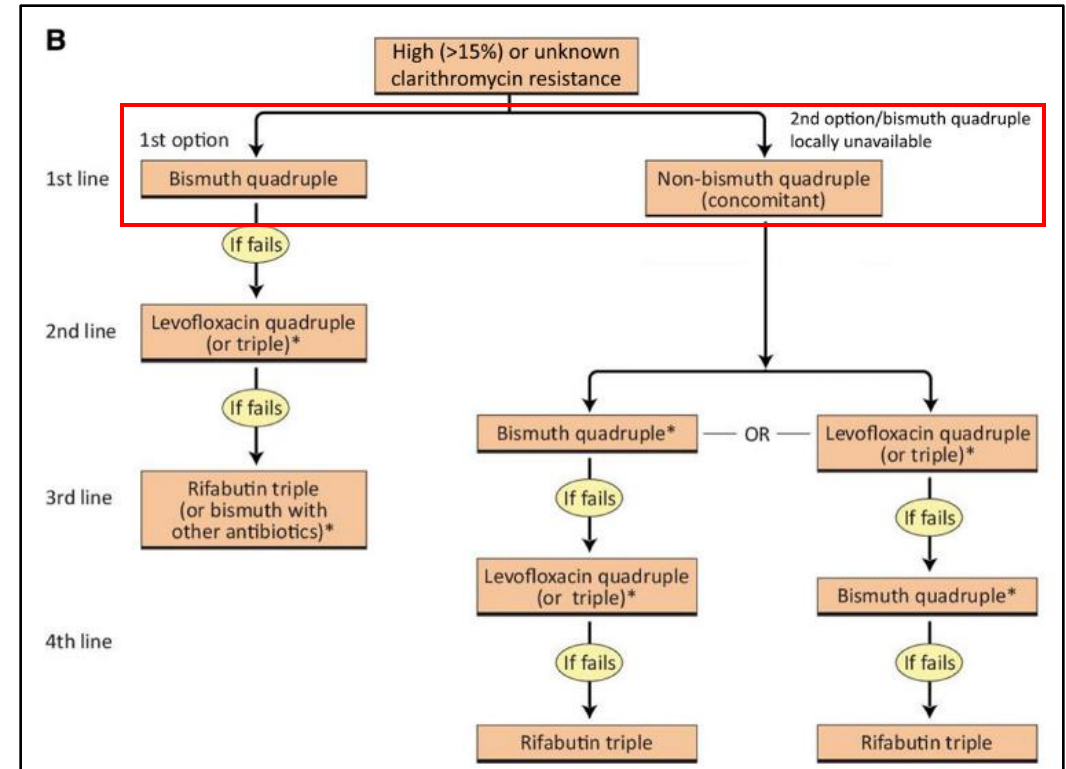 B
High (>15%) or unknown
clarithromycin resistance
1st option
2nd option/bismuth quadruple
locally unavailable
1st line
Bismuth quadruple
Non-bismuth quadruple
(concomitant)
If fails
2nd line
Levofloxacin quadruple
(or triple)*
If fails
Bismuth quadruple*
OR
Levofloxacin quadruple
(or triple)*
3rd line
Rifabutin triple
(or bismuth with
other antibiotics)*
If fails
If fails
Levofloxacin quadruple
(or triple)*
Bismuth quadruple*
4th line
If fails
If fails
Rifabutin triple
Rifabutin triple